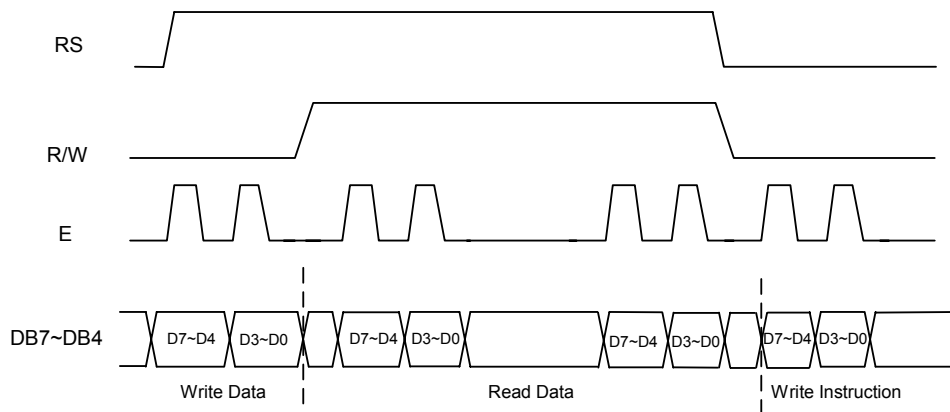 RS
R/W
E
DB7~DB4
D7~D4 D3~D0 D7~D4 D3~D0 D7~D4 D3~D0 D7~D4 D3~D0
Write Data Read Data Write Instruction